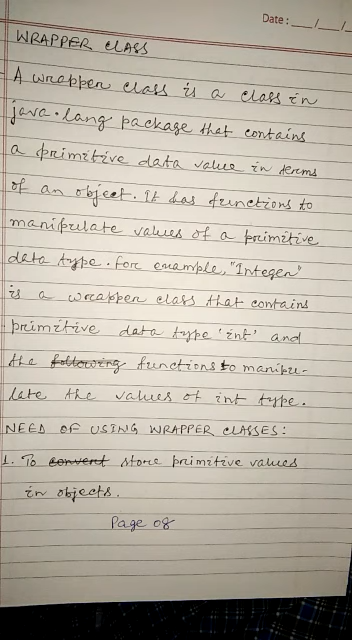 Date: __/__/__
WRAPPER CLASS
A wrapper class is a class in
java.lang package that contains
a primitive data value in terms
of an object. It has functions to
manipulate values of a primitive
data type. For example, "Integer"
is a wrapper class that contains
primitive data type 'int' and
the following functions to manipu-
late the values of int type.
NEED OF USING WRAPPER CLASSES:
1. To convert store primitive values
in objects.
Page 08